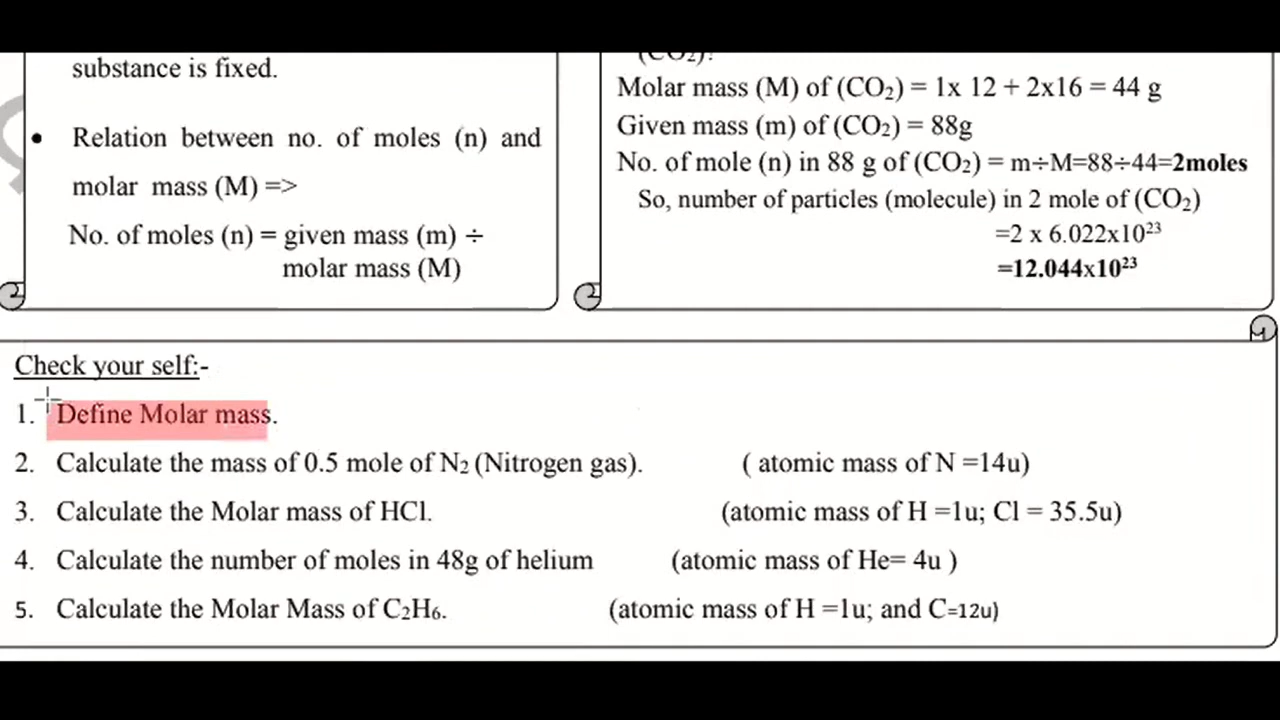 substance is fixed.
• Relation between no. of moles (n) and
molar mass (M) =>
No. of moles (n) = given mass (m) ÷
molar mass (M)
(CO₂)?
Molar mass (M) of (CO₂) = 1x 12 + 2x16 = 44 g
Given mass (m) of (CO₂) = 88g
No. of mole (n) in 88 g of (CO₂) = m÷M=88÷44=2moles
So, number of particles (molecule) in 2 mole of (CO₂)
=2 x 6.022x10²³
=12.044x10²³
Check your self:-
1. Define Molar mass.
2. Calculate the mass of 0.5 mole of N₂ (Nitrogen gas). ( atomic mass of N =14u)
3. Calculate the Molar mass of HCl. (atomic mass of H =1u; Cl = 35.5u)
4. Calculate the number of moles in 48g of helium (atomic mass of He= 4u )
5. Calculate the Molar Mass of C₂H₆. (atomic mass of H =1u; and C=12u)